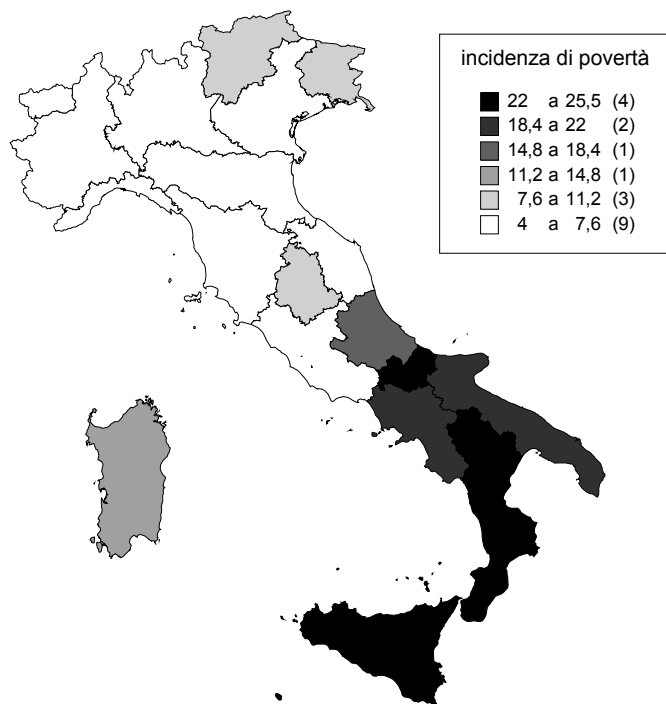 incidenza di povertà
22 a 25,5 (4)
18,4 a 22 (2)
14,8 a 18,4 (1)
11,2 a 14,8 (1)
7,6 a 11,2 (3)
4 a 7,6 (9)